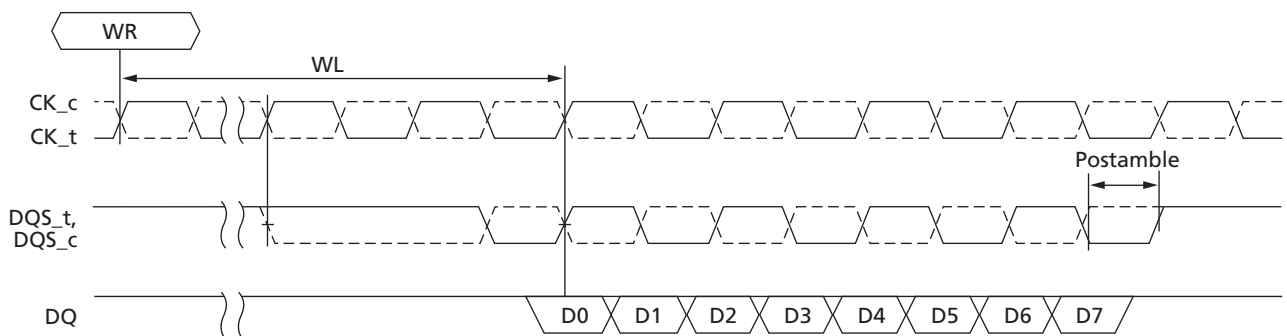 WR
WL
CK_c
CK_t
Postamble
DQS_t,
DQS_c
DQ
D0 D1 D2 D3 D4 D5 D6 D7